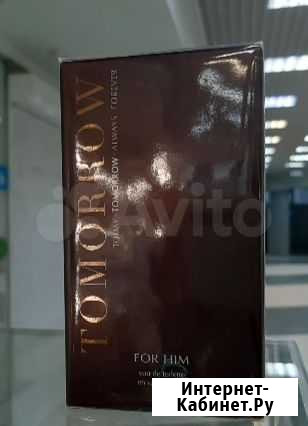 TOMORROW
TODAY TOMORROW ALWAYS FOREVER
FOR HIM
eau de toilette
Avito
Интернет-
Кабинет.Ру